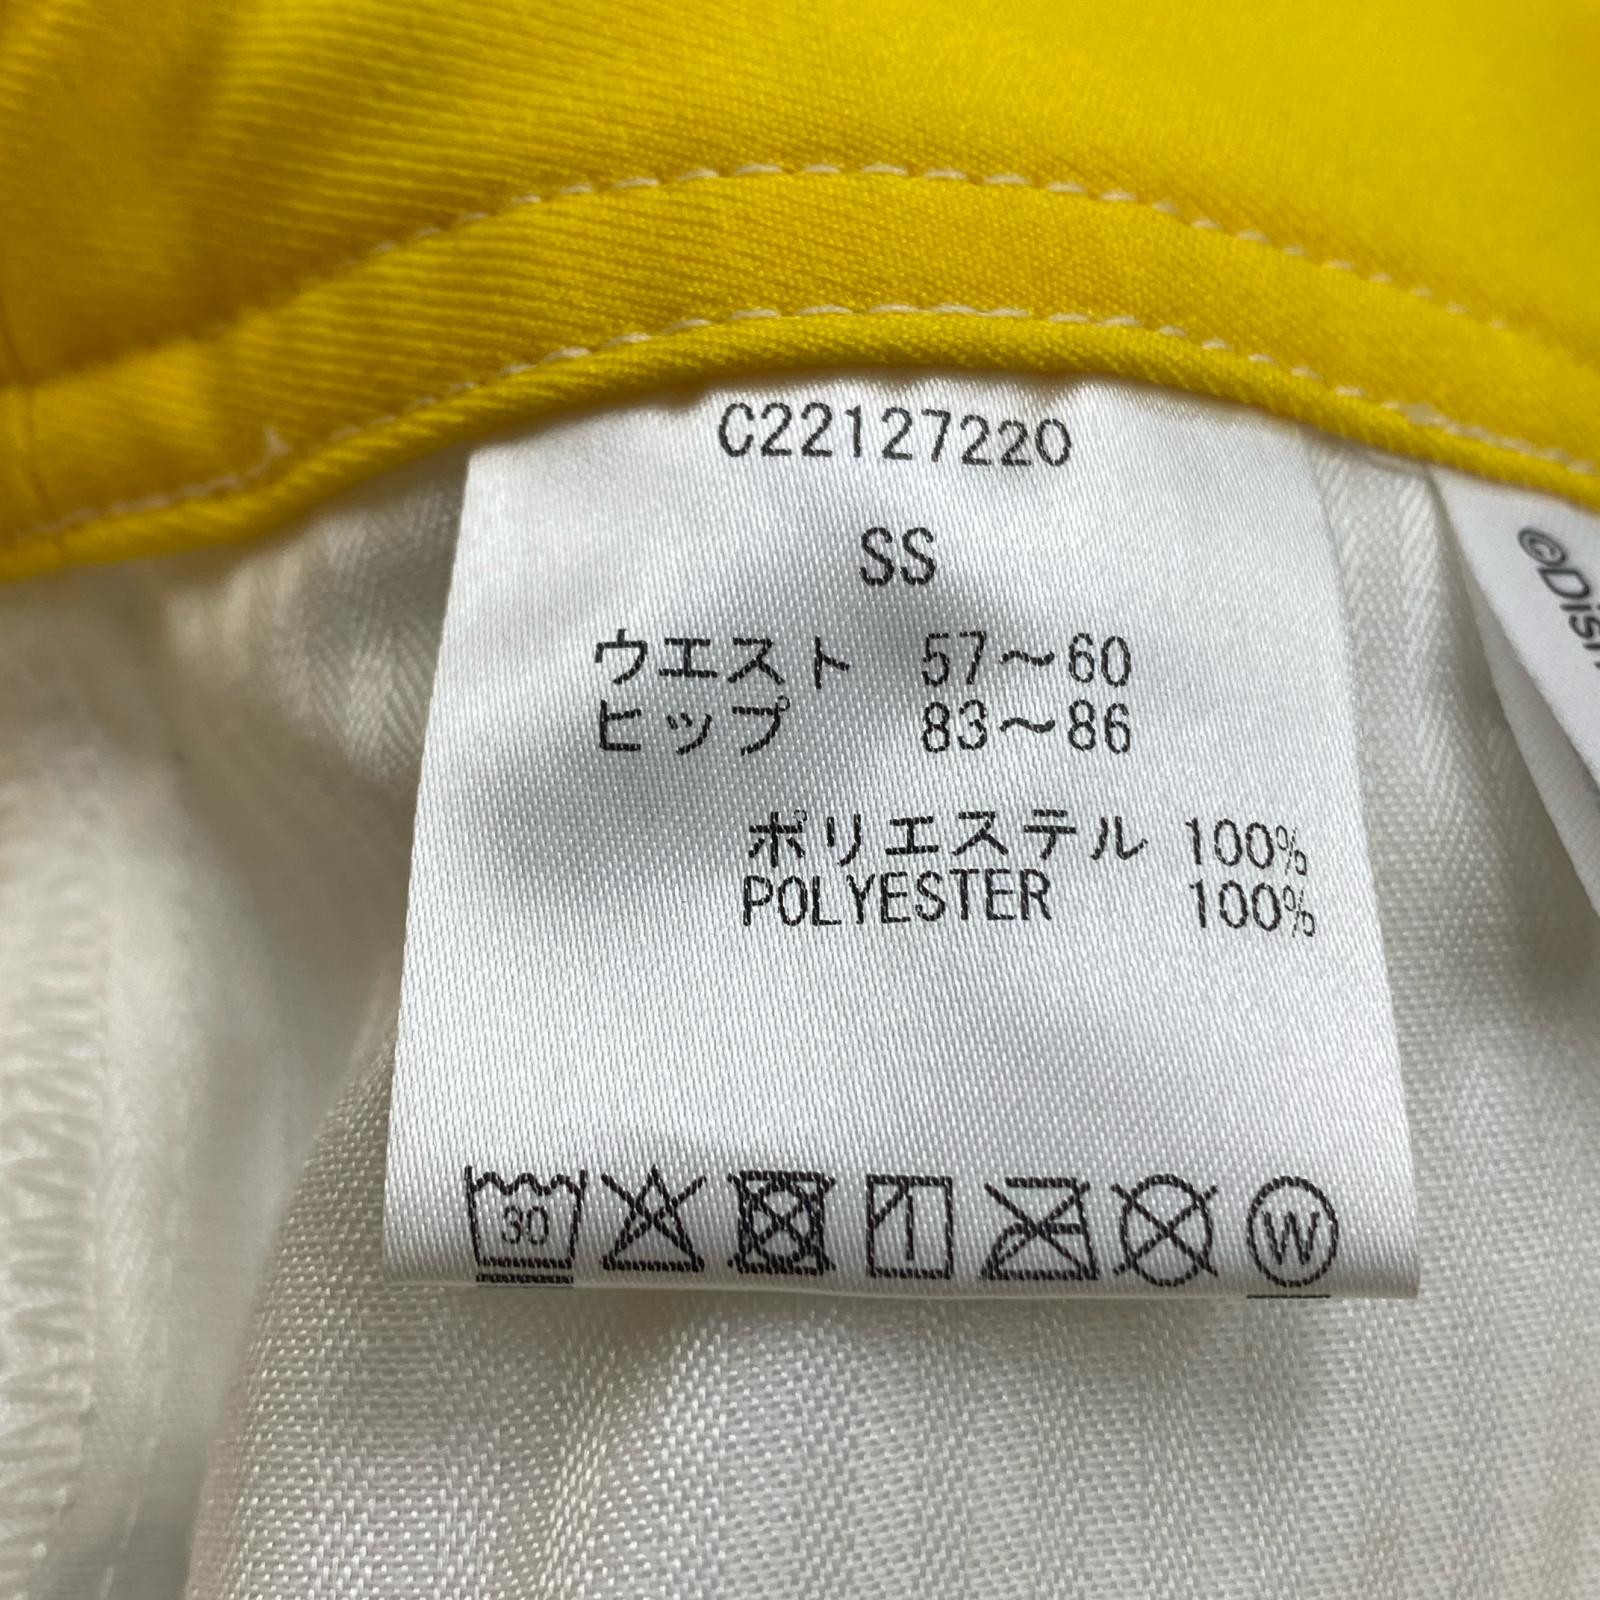 C22127220
SS
ウエスト 57～60
ヒップ 83～86
ポリエステル 100%
POLYESTER 100%
30
W